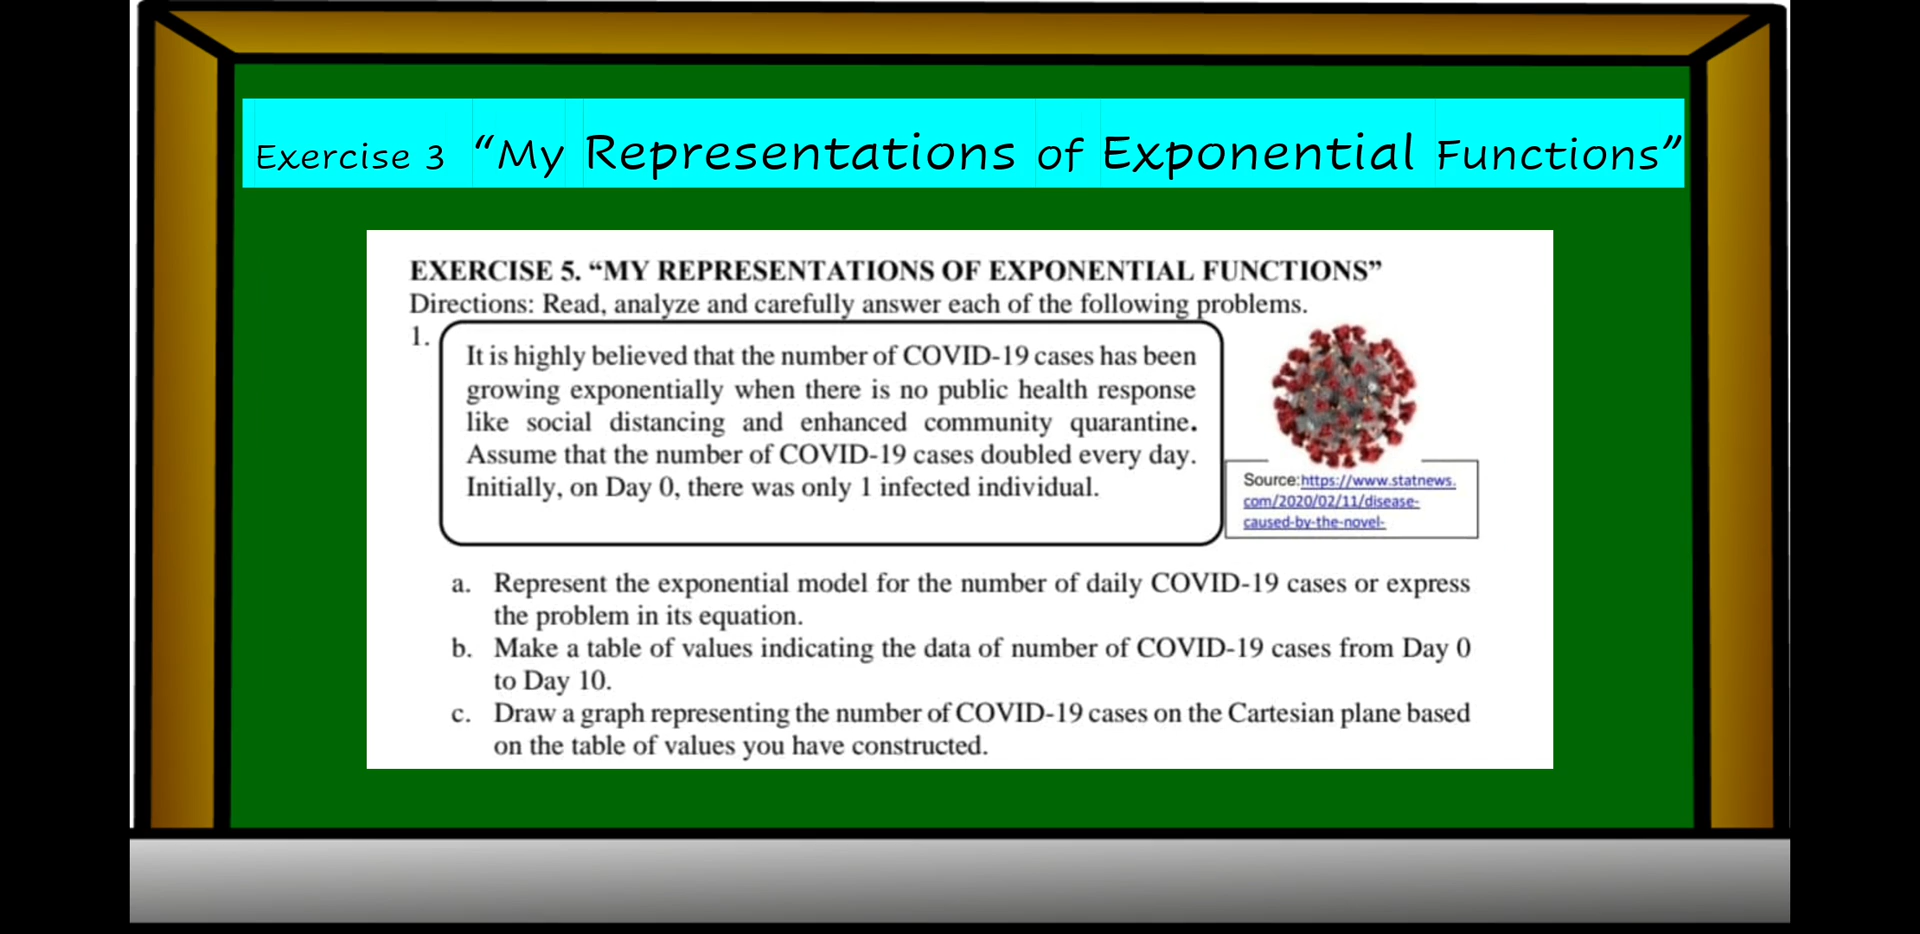 Exercise 3 “My Representations of Exponential Functions”
EXERCISE 5. “MY REPRESENTATIONS OF EXPONENTIAL FUNCTIONS”
Directions: Read, analyze and carefully answer each of the following problems.
1.
It is highly believed that the number of COVID-19 cases has been
growing exponentially when there is no public health response
like social distancing and enhanced community quarantine.
Assume that the number of COVID-19 cases doubled every day.
Initially, on Day 0, there was only 1 infected individual.
Source:https://www.statnews.
com/2020/02/11/disease-
caused-by-the-novel-
a. Represent the exponential model for the number of daily COVID-19 cases or express
the problem in its equation.
b. Make a table of values indicating the data of number of COVID-19 cases from Day 0
to Day 10.
c. Draw a graph representing the number of COVID-19 cases on the Cartesian plane based
on the table of values you have constructed.